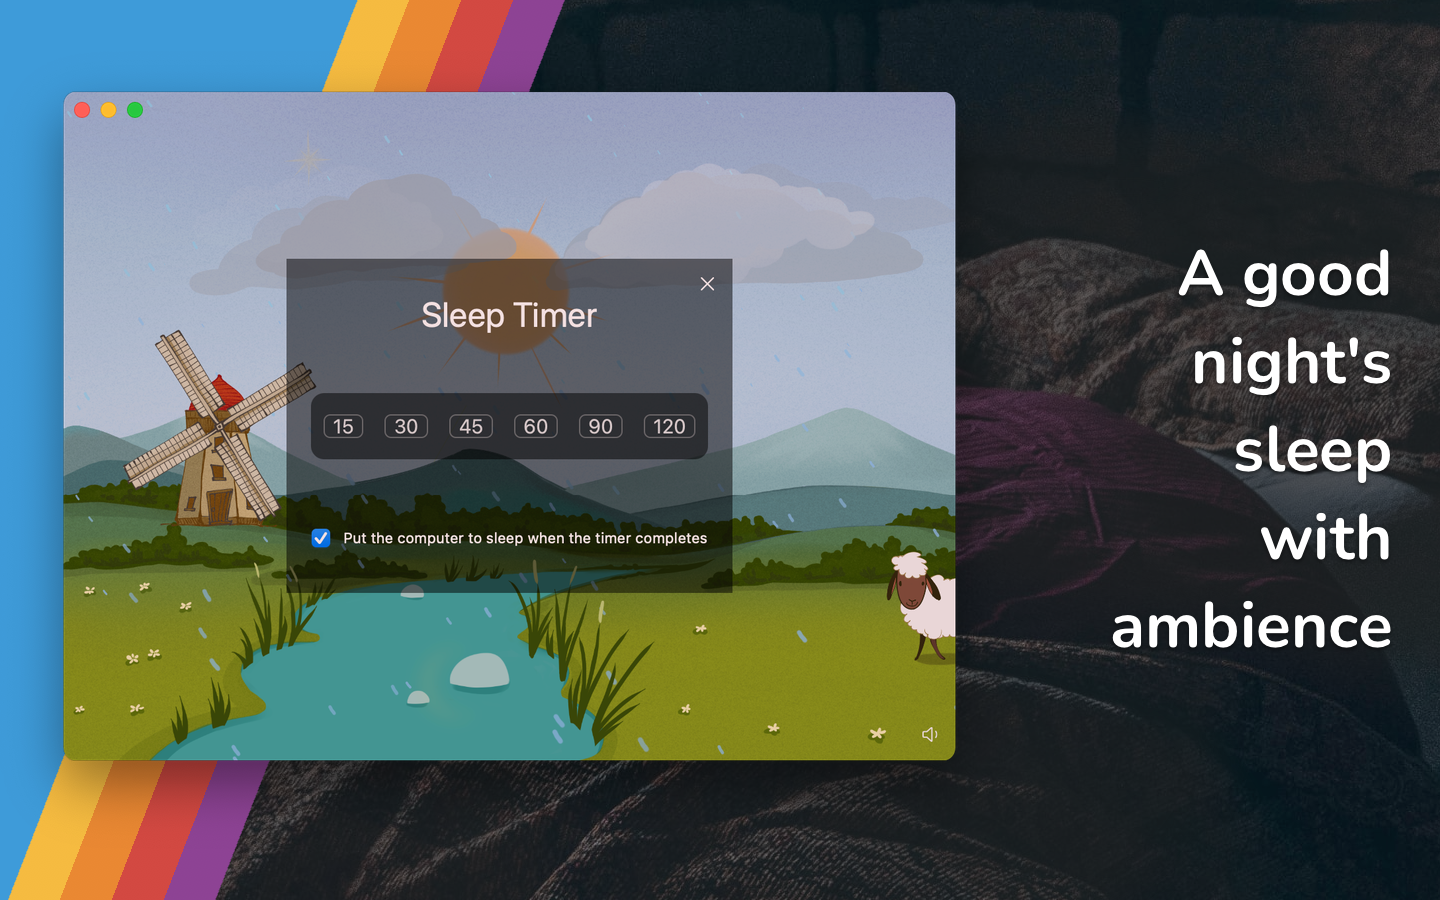 Sleep Timer
15 30 45 60 90 120
Put the computer to sleep when the timer completes
A good
night's
sleep
with
ambience